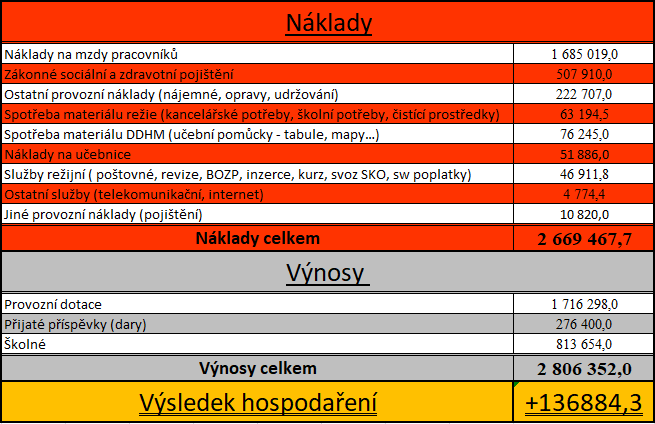 Náklady
Náklady na mzdy pracovníků 1 685 019,0
Zákonné sociální a zdravotní pojištění 507 910,0
Ostatní provozní náklady (nájemné, opravy, udržování) 222 707,0
Spotřeba materiálu režie (kancelářské potřeby, školní potřeby, čistící prostředky) 63 194,5
Spotřeba materiálu DDHM (učební pomůcky - tabule, mapy...) 76 245,0
Náklady na učebnice 51 886,0
Služby režijní ( poštovné, revize, BOZP, inzerce, kurz, svoz SKO, sw poplatky) 46 911,8
Ostatní služby (telekomunikační, internet) 4 774,4
Jiné provozní náklady (pojištění) 10 820,0
Náklady celkem 2 669 467,7
Výnosy
Provozní dotace 1 716 298,0
Přijaté příspěvky (dary) 276 400,0
Školné 813 654,0
Výnosy celkem 2 806 352,0
Výsledek hospodaření +136884,3